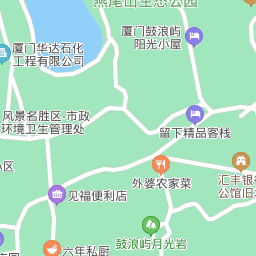 燕尾山生态公园
厦门鼓浪屿
阳光小屋
厦门华达石化
工程有限公司
风景名胜区-市政
环境卫生管理处
留下精品客栈
小区
外婆农家菜
汇丰银
公馆旧
见福便利店
鼓浪屿月光岩
六年私厨